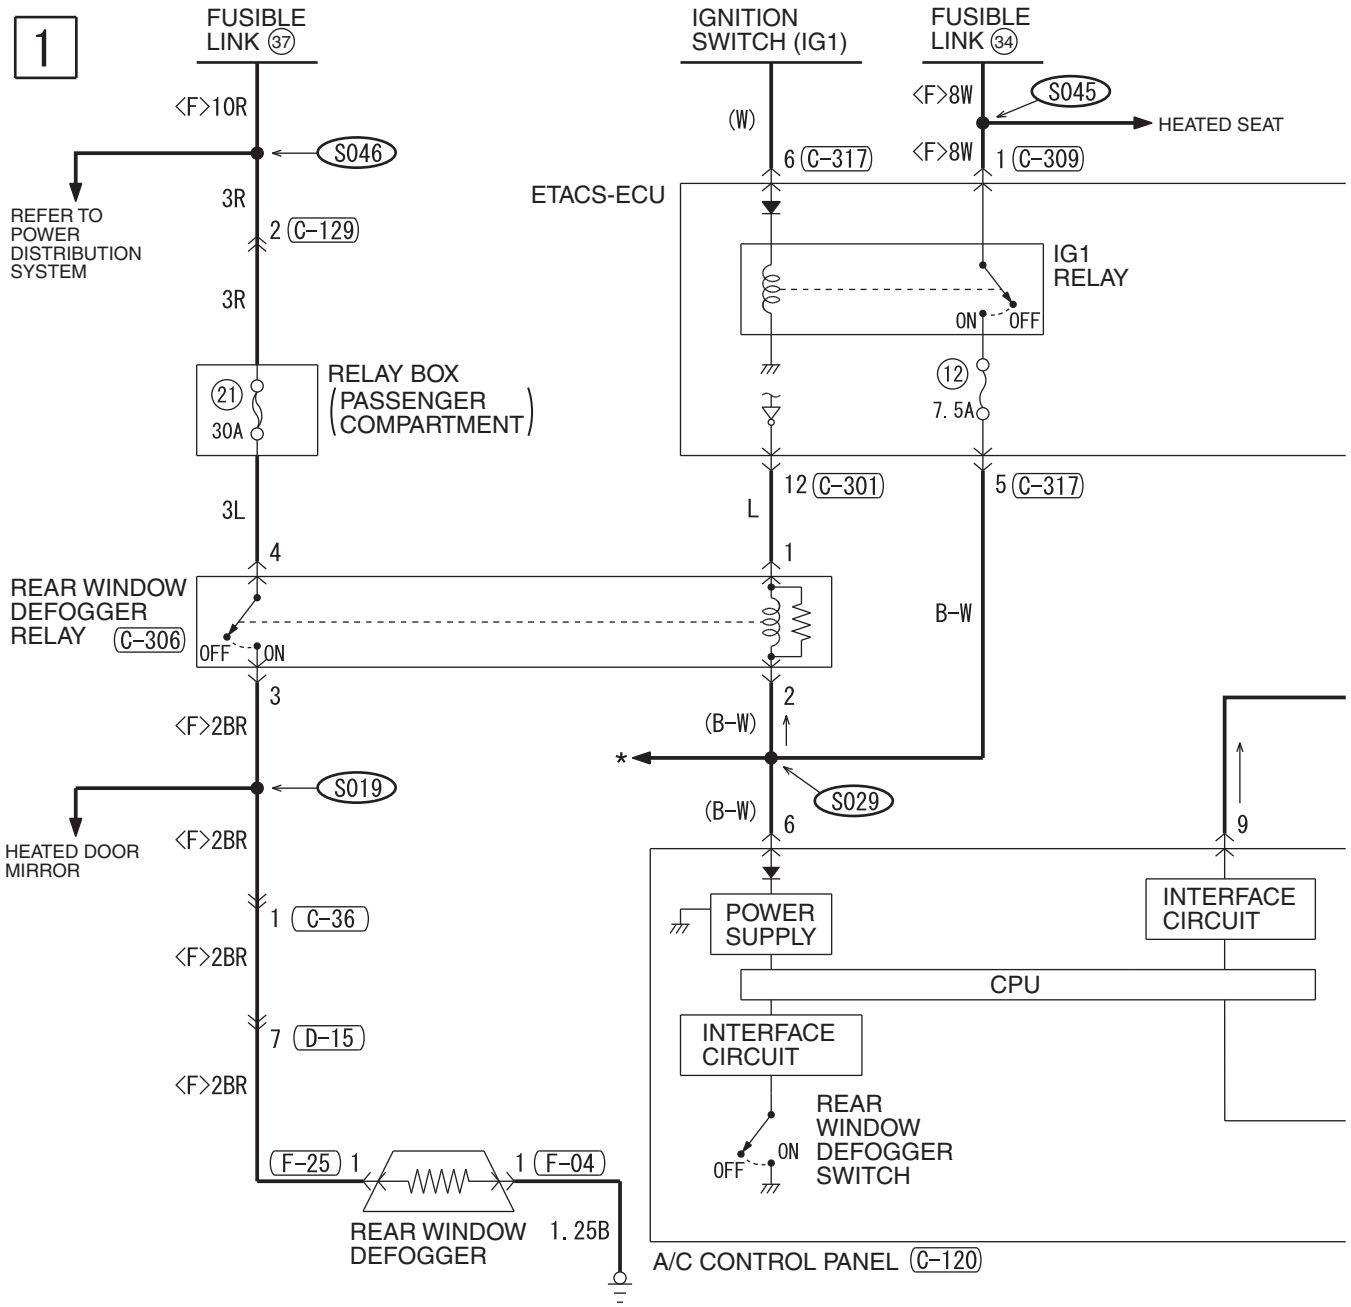 1
FUSIBLE
LINK 37
IGNITION
SWITCH (IG1)
FUSIBLE
LINK 34
<F>10R
(W)
<F>8W
S045
HEATED SEAT
S046
6 (C-317)
<F>8W
1 (C-309)
ETACS-ECU
3R
REFER TO
POWER
DISTRIBUTION
SYSTEM
2 (C-129)
IG1
RELAY
3R
ON
OFF
RELAY BOX
(PASSENGER
COMPARTMENT)
21
30A
12
7.5A
12 (C-301)
5 (C-317)
3L
L
4
1
REAR WINDOW
DEFOGGER
RELAY (C-306)
OFF
ON
B-W
3
2
<F>2BR
(B-W)
*
S019
S029
(B-W)
6
9
HEATED DOOR
MIRROR
<F>2BR
POWER
SUPPLY
INTERFACE
CIRCUIT
1 (C-36)
<F>2BR
CPU
7 (D-15)
INTERFACE
CIRCUIT
<F>2BR
REAR
WINDOW
DEFOGGER
SWITCH
OFF
ON
(F-25) 1
1 (F-04)
REAR WINDOW
DEFOGGER
1.25B
A/C CONTROL PANEL (C-120)